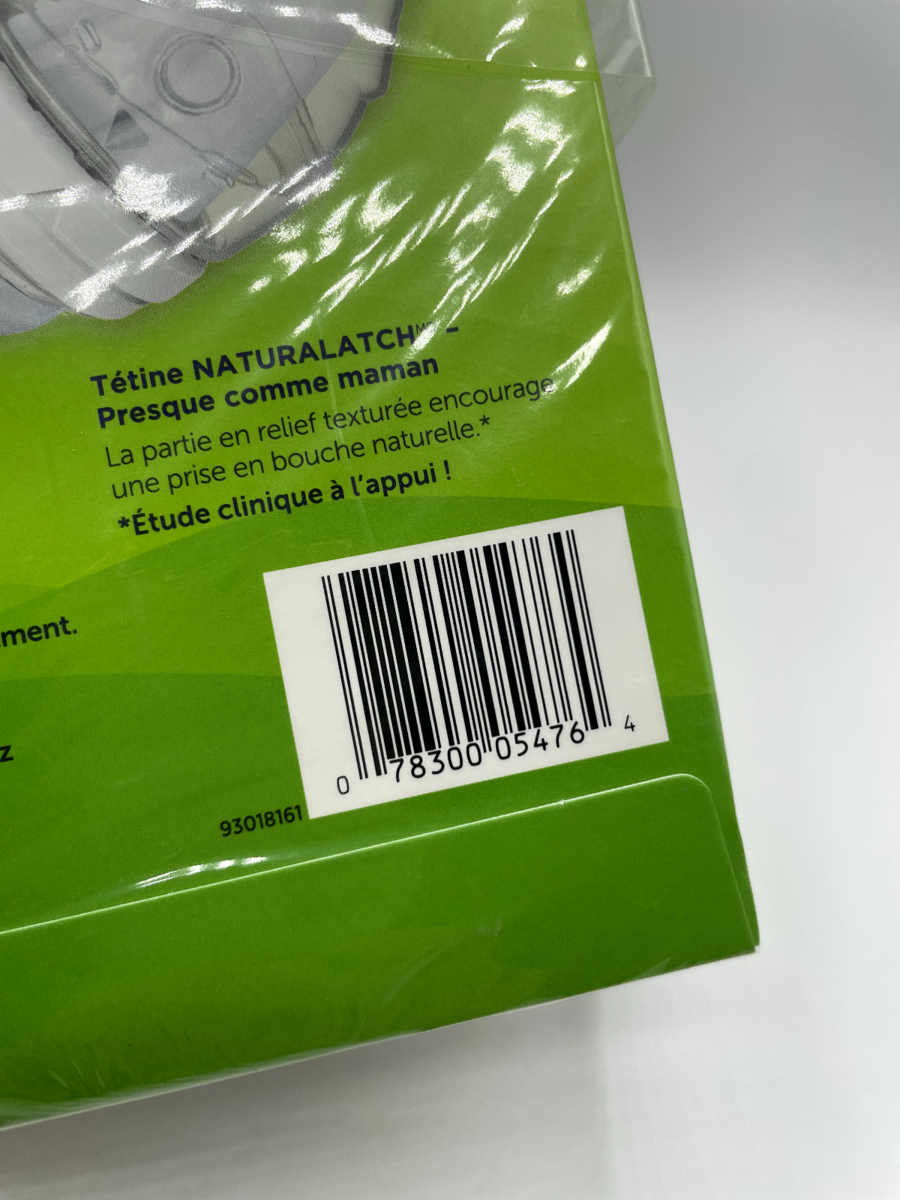 Tétine NATURALATCHMD –
Presque comme maman
La partie en relief texturée encourage
une prise en bouche naturelle.*
*Étude clinique à l'appui !
ment.
z
0 78300 05476 4
93018161